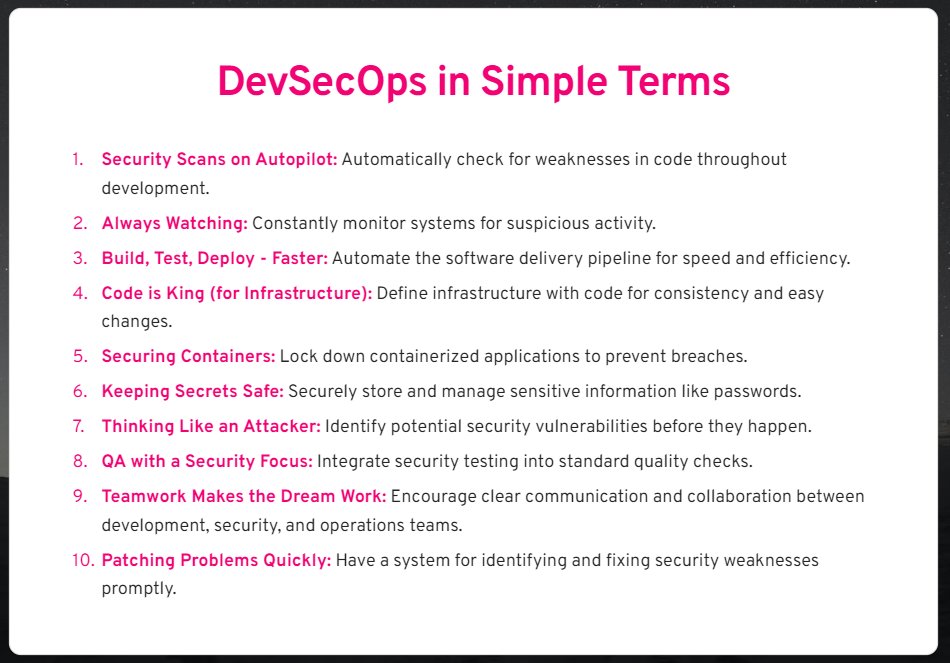 DevSecOps in Simple Terms
1. Security Scans on Autopilot: Automatically check for weaknesses in code throughout
development.
2. Always Watching: Constantly monitor systems for suspicious activity.
3. Build, Test, Deploy - Faster: Automate the software delivery pipeline for speed and efficiency.
4. Code is King (for Infrastructure): Define infrastructure with code for consistency and easy
changes.
5. Securing Containers: Lock down containerized applications to prevent breaches.
6. Keeping Secrets Safe: Securely store and manage sensitive information like passwords.
7. Thinking Like an Attacker: Identify potential security vulnerabilities before they happen.
8. QA with a Security Focus: Integrate security testing into standard quality checks.
9. Teamwork Makes the Dream Work: Encourage clear communication and collaboration between
development, security, and operations teams.
10. Patching Problems Quickly: Have a system for identifying and fixing security weaknesses
promptly.